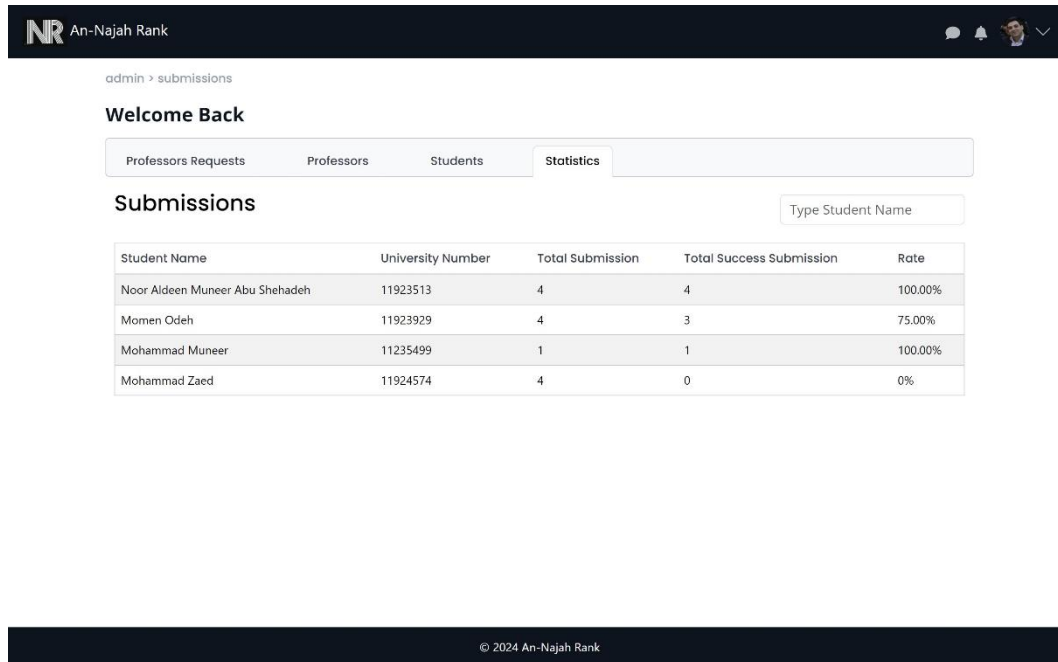 NR An-Najah Rank
admin > submissions
Welcome Back
Professors Requests Professors Students Statistics
Submissions
Type Student Name
Student Name University Number Total Submission Total Success Submission Rate
Noor Aldeen Muneer Abu Shehadeh 11923513 4 4 100.00%
Momen Odeh 11923929 4 3 75.00%
Mohammad Muneer 11235499 1 1 100.00%
Mohammad Zaed 11924574 4 0 0%
© 2024 An-Najah Rank